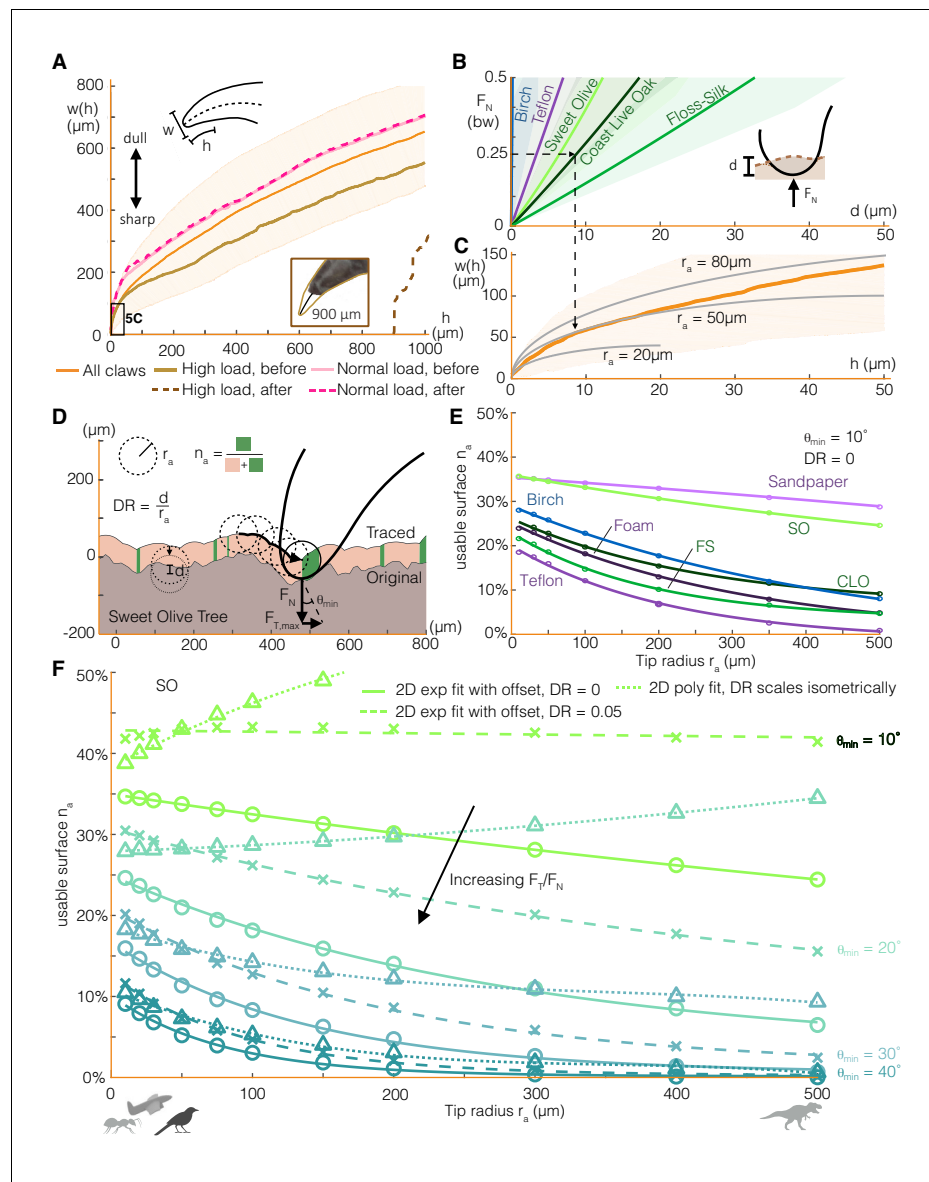 A
800
w(h)
(µm)
dull
600
w
h
400
sharp
200
900 µm
5C
h
(µm)
0
0
200
400
600
800
1000
All claws
High load, before
Normal load, before
High load, after
Normal load, after
B
0.5
F_N
(bw)
0.25
0
Birch
Teflon
Sweet Olive
Coast Live Oak
Floss-Silk
d
F_N
d (µm)
0
10
20
30
40
50
C
150
w(h)
(µm)
100
50
0
r_a = 80µm
r_a = 50µm
r_a = 20µm
h (µm)
0
10
20
30
40
50
D
(µm)
200
0
-200
r_a
n_a = +
DR = d/r_a
d
Traced
Original
F_N
θ_min
F_T,max
Sweet Olive Tree
(µm)
0
200
400
600
800
E
50%
40%
30%
20%
10%
0%
usable surface n_a
θ_min = 10°
DR = 0
Sandpaper
SO
Birch
Foam
FS
CLO
Teflon
0
100
200
300
400
500
Tip radius r_a (µm)
F
50%
40%
30%
20%
10%
0%
usable surface n_a
SO
2D exp fit with offset, DR = 0
2D poly fit, DR scales isometrically
2D exp fit with offset, DR = 0.05
θ_min = 10°
Increasing F_T/F_N
θ_min = 20°
θ_min = 30°
θ_min = 40°
0
100
200
300
400
500
Tip radius r_a (µm)